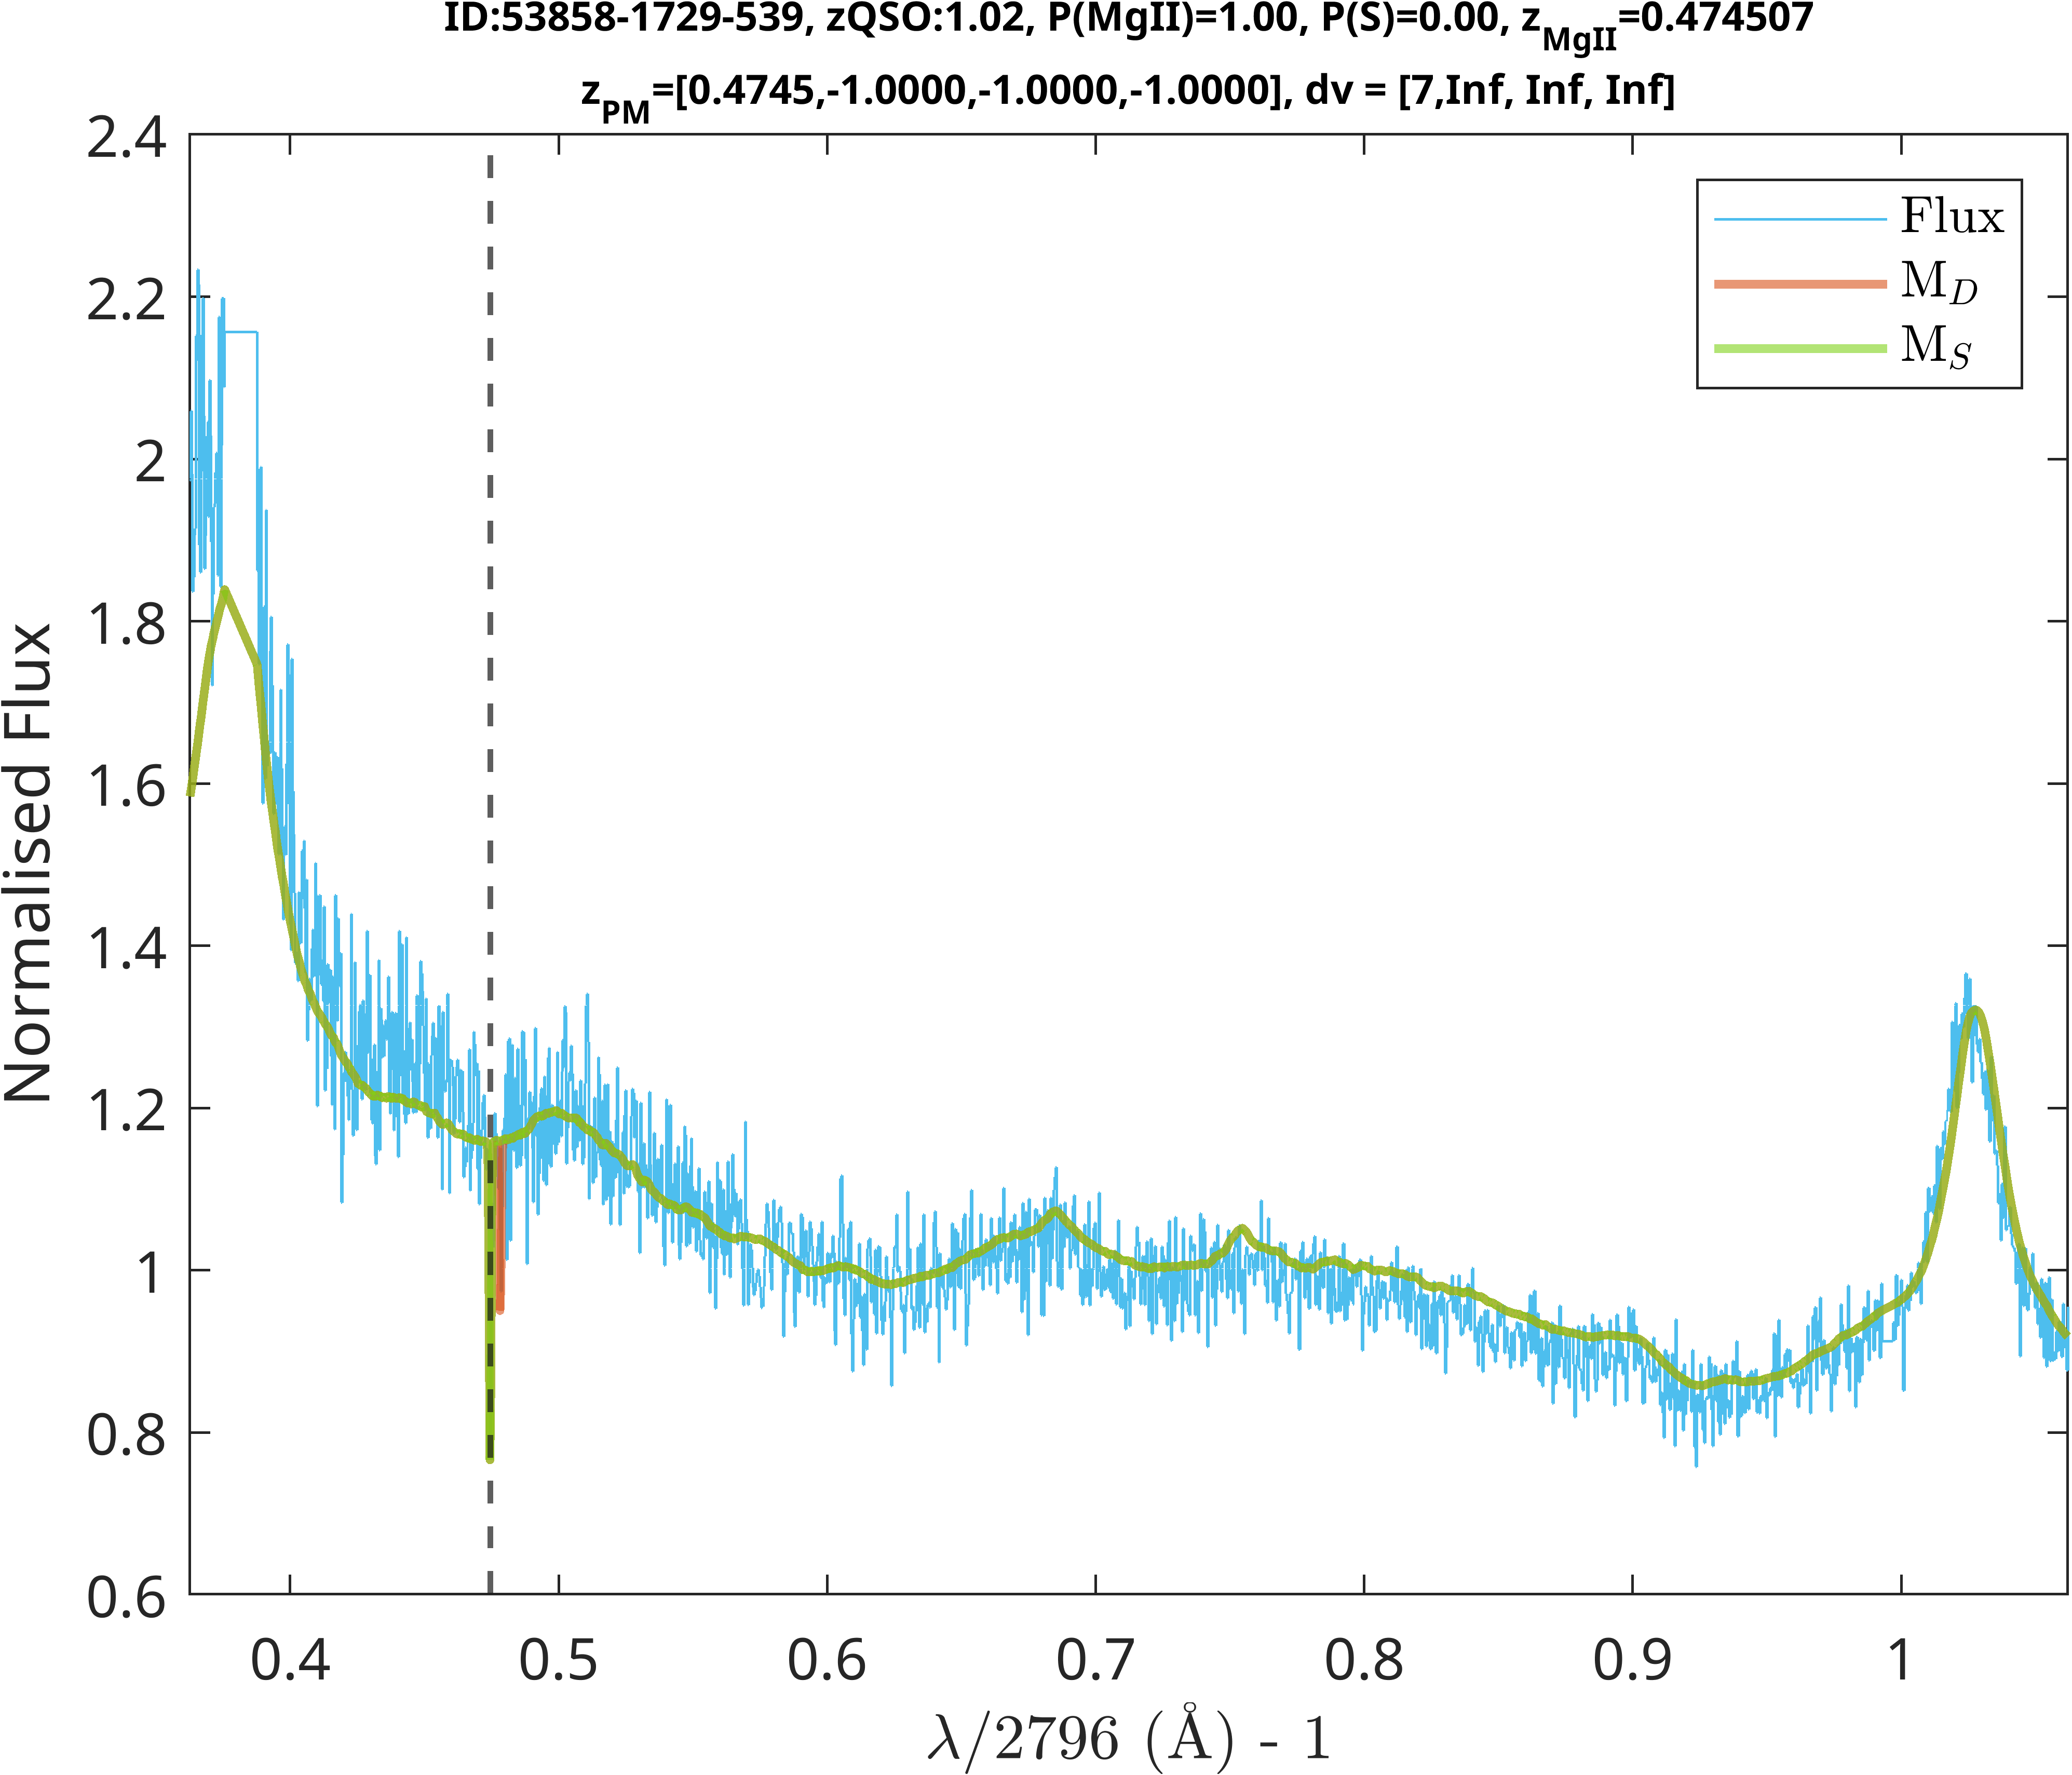 ID:53858-1729-539, zQSO:1.02, P(MgII)=1.00, P(S)=0.00, zMgII=0.474507
zPM=[0.4745,-1.0000,-1.0000,-1.0000], dv = [7,Inf, Inf, Inf]
2.4
2.2
2
1.8
1.6
1.4
1.2
1
0.8
0.6
Normalised Flux
Flux
MD
MS
0.4 0.5 0.6 0.7 0.8 0.9 1
λ/2796 (Å) - 1